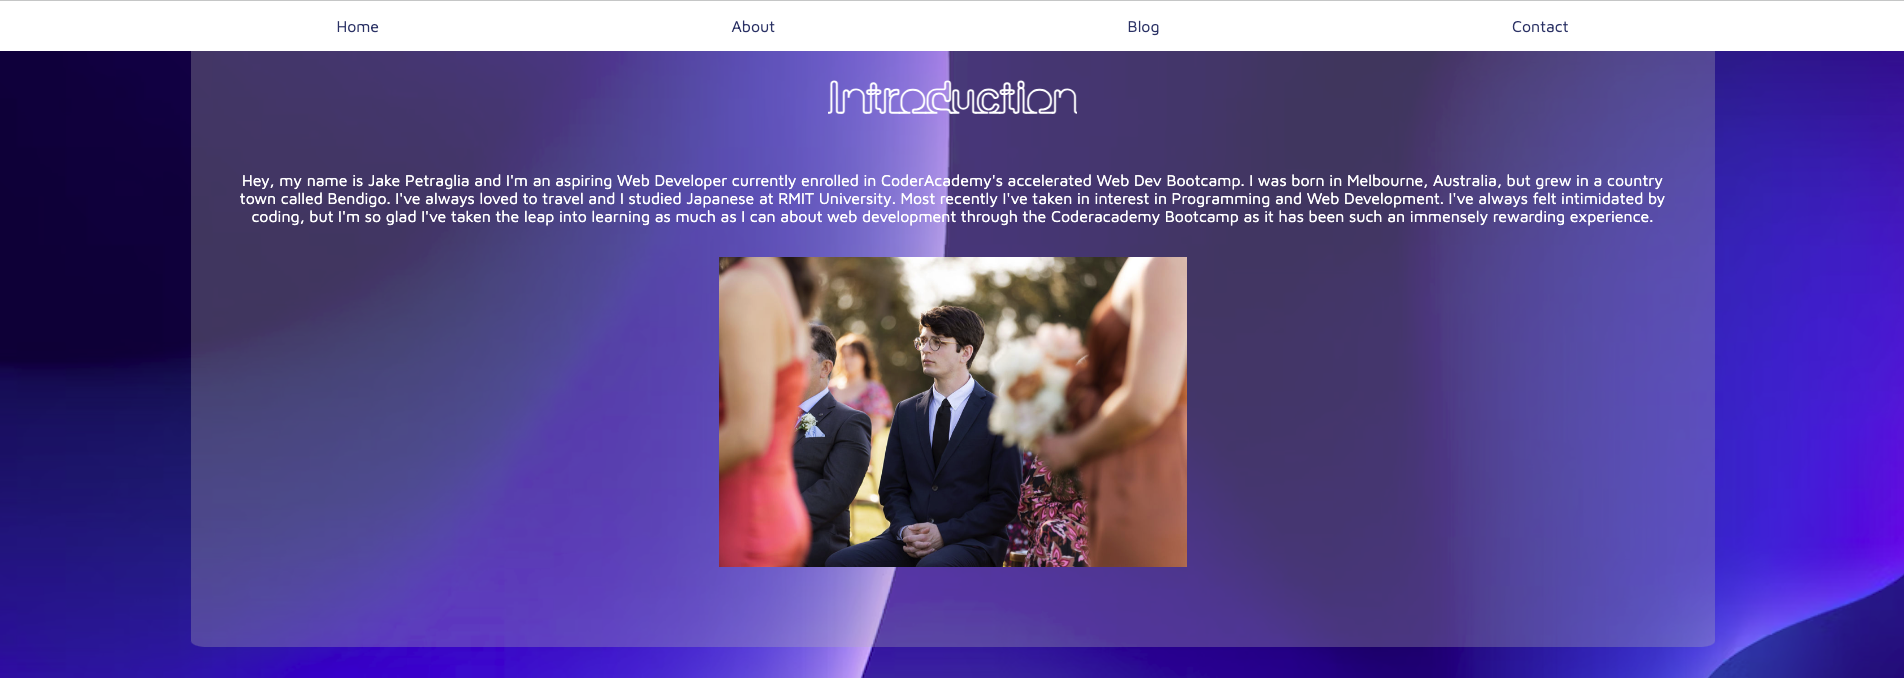 Home About Blog Contact
Introduction
Hey, my name is Jake Petraglia and I'm an aspiring Web Developer currently enrolled in CoderAcademy's accelerated Web Dev Bootcamp. I was born in Melbourne, Australia, but grew in a country
town called Bendigo. I've always loved to travel and I studied Japanese at RMIT University. Most recently I've taken in interest in Programming and Web Development. I've always felt intimidated by
coding, but I'm so glad I've taken the leap into learning as much as I can about web development through the Coderacademy Bootcamp as it has been such an immensely rewarding experience.